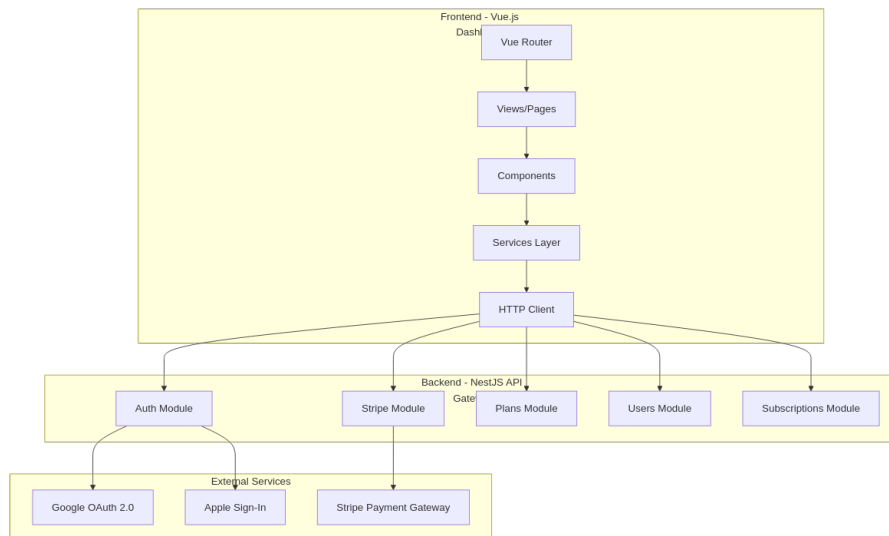 Frontend - Vue.js
Vue Router
Views/Pages
Components
Services Layer
HTTP Client
Backend - NestJS API
Auth Module
Stripe Module
Plans Module
Users Module
Subscriptions Module
External Services
Google OAuth 2.0
Apple Sign-In
Stripe Payment Gateway